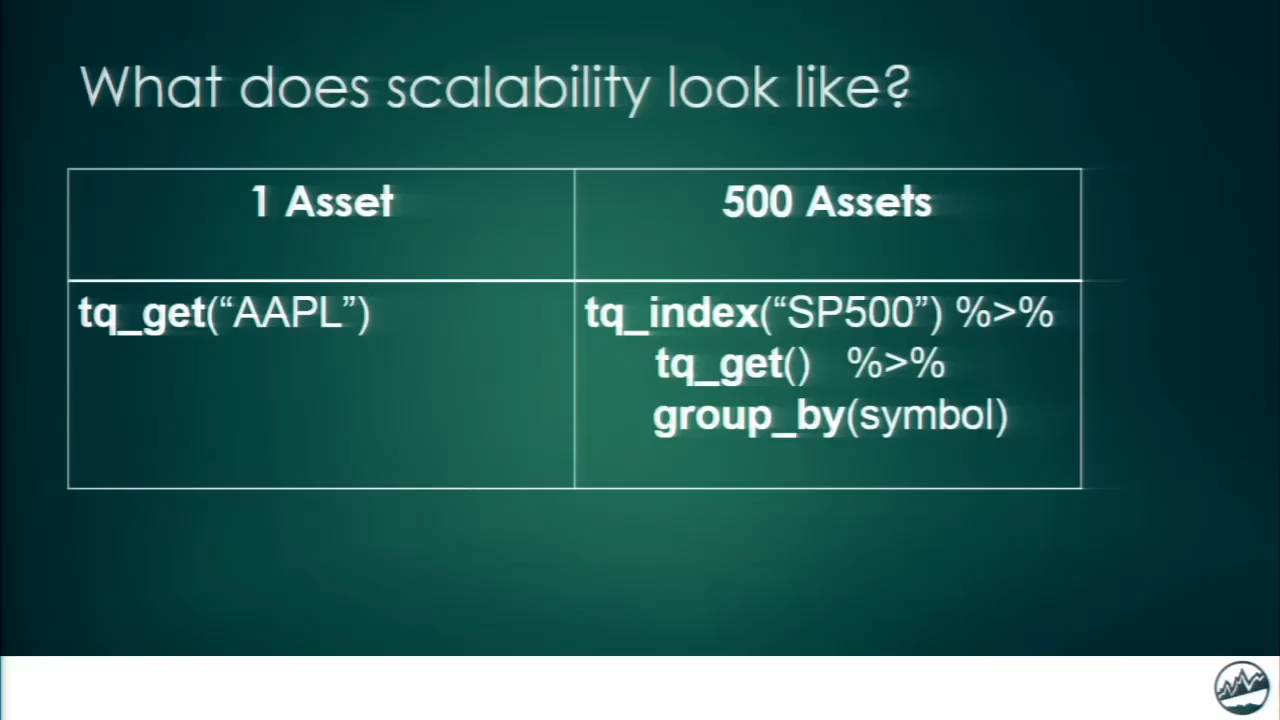 What does scalability look like?
1 Asset
500 Assets
tq_get(“AAPL”)
tq_index(“SP500”) %>%
tq_get() %>%
group_by(symbol)